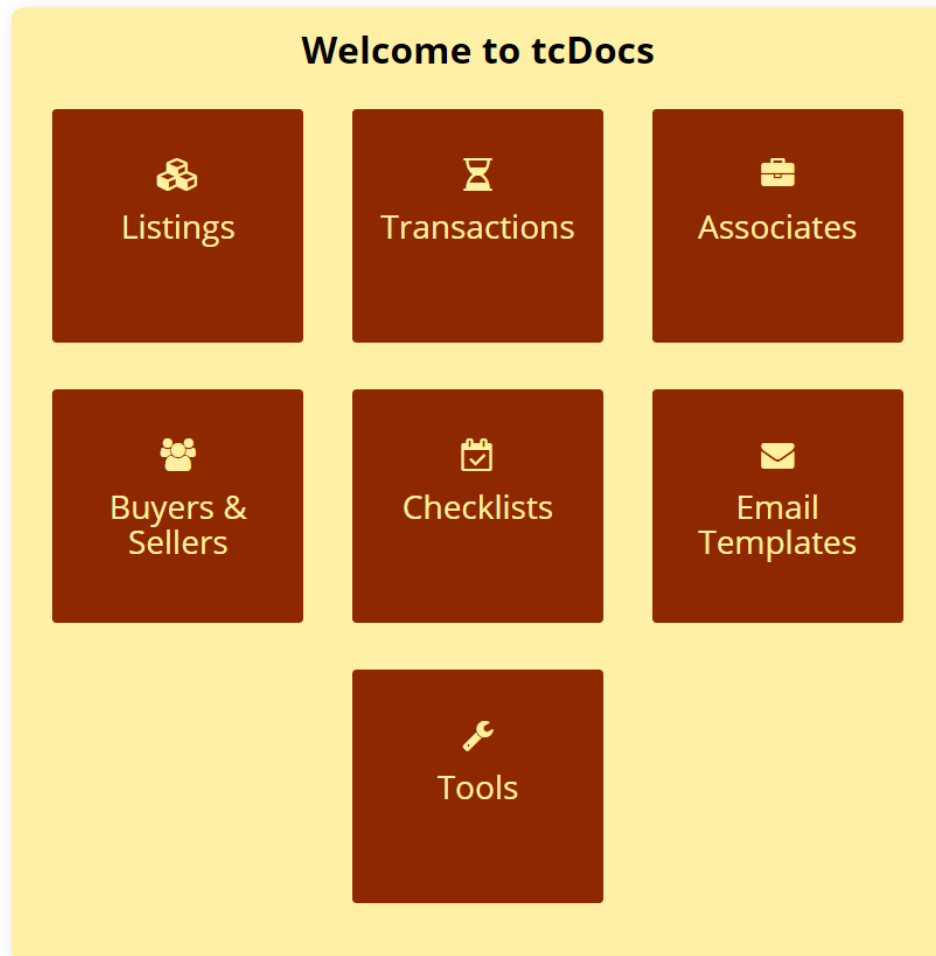 Welcome to tcDocs
Listings
Transactions
Associates
Buyers &
Sellers
Checklists
Email
Templates
Tools